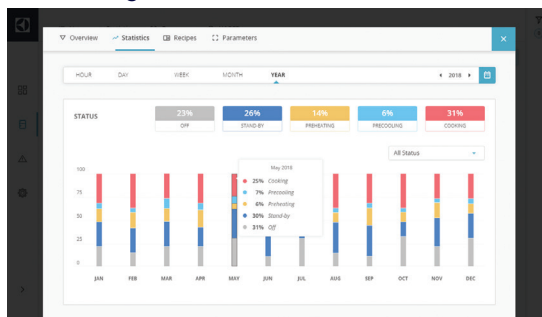 Overview Statistics Recipes Parameters
HOUR DAY WEEK MONTH YEAR 2018
STATUS
23% 26% 14% 6% 31%
OFF STAND-BY PREHEATING PRECOOLING COOKING
All Status
May 2018
25% Cooking
7% Precooling
6% Preheating
30% Stand-by
31% Off
100
75
50
25
0
JAN FEB MAR APR MAY JUN JUL AUG SEP OCT NOV DEC